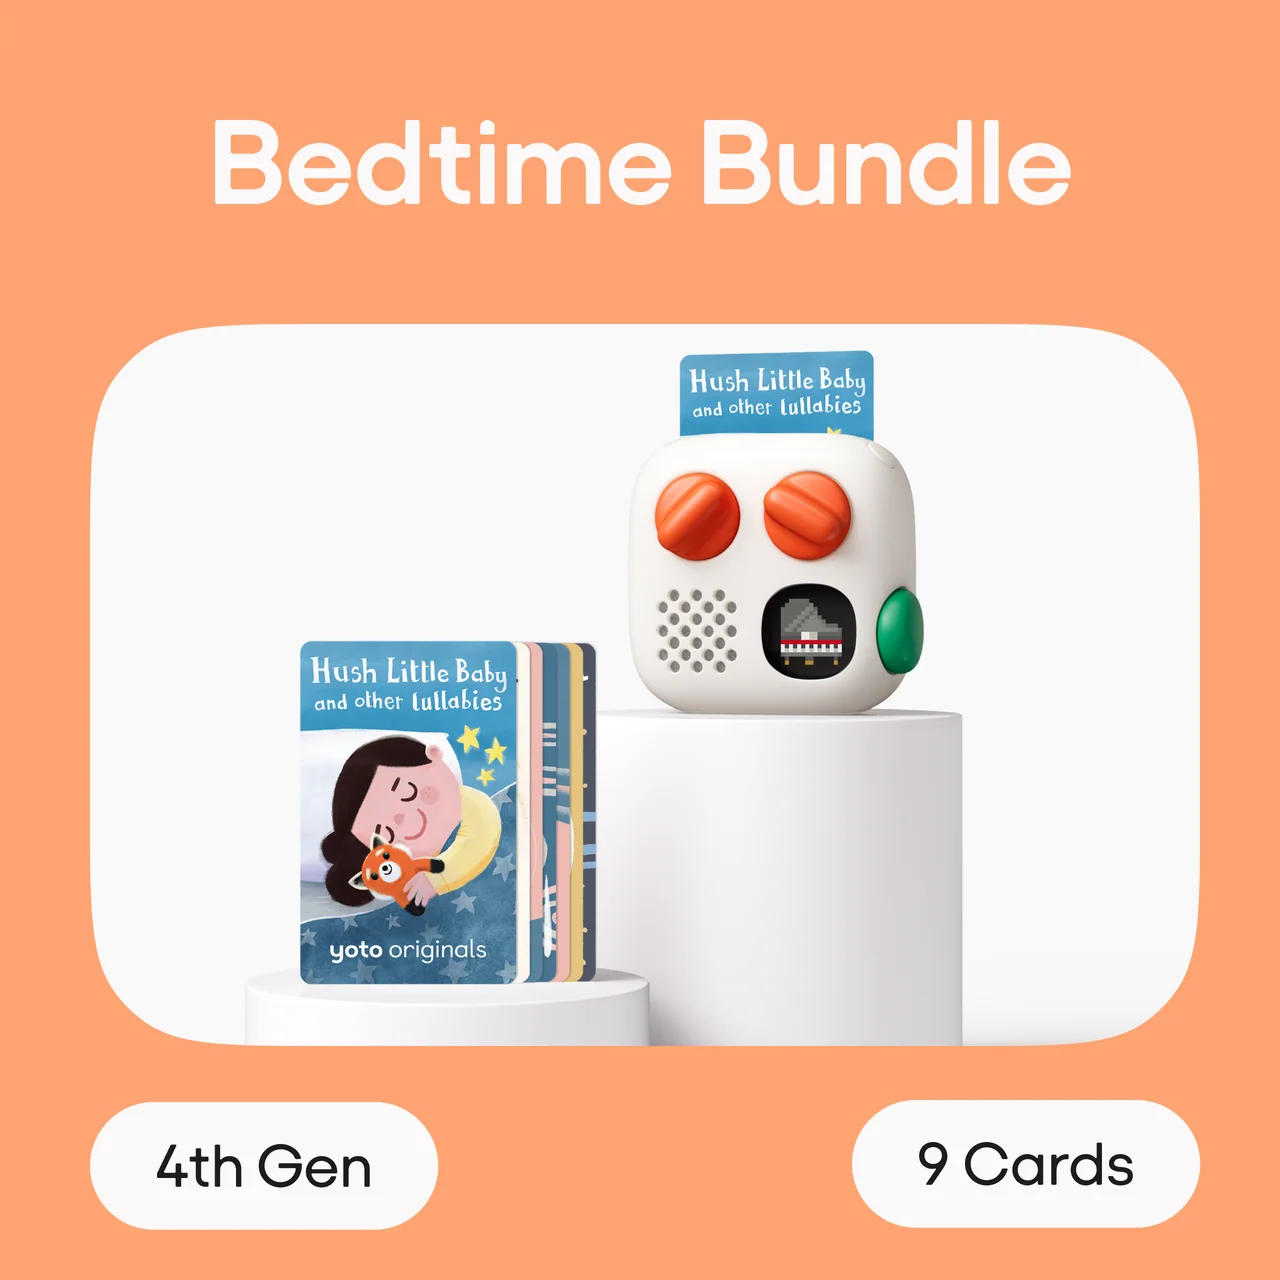 Bedtime Bundle
Hush Little Baby
and other lullabies
Hush Little Baby
and other lullabies
yoto originals
4th Gen
9 Cards